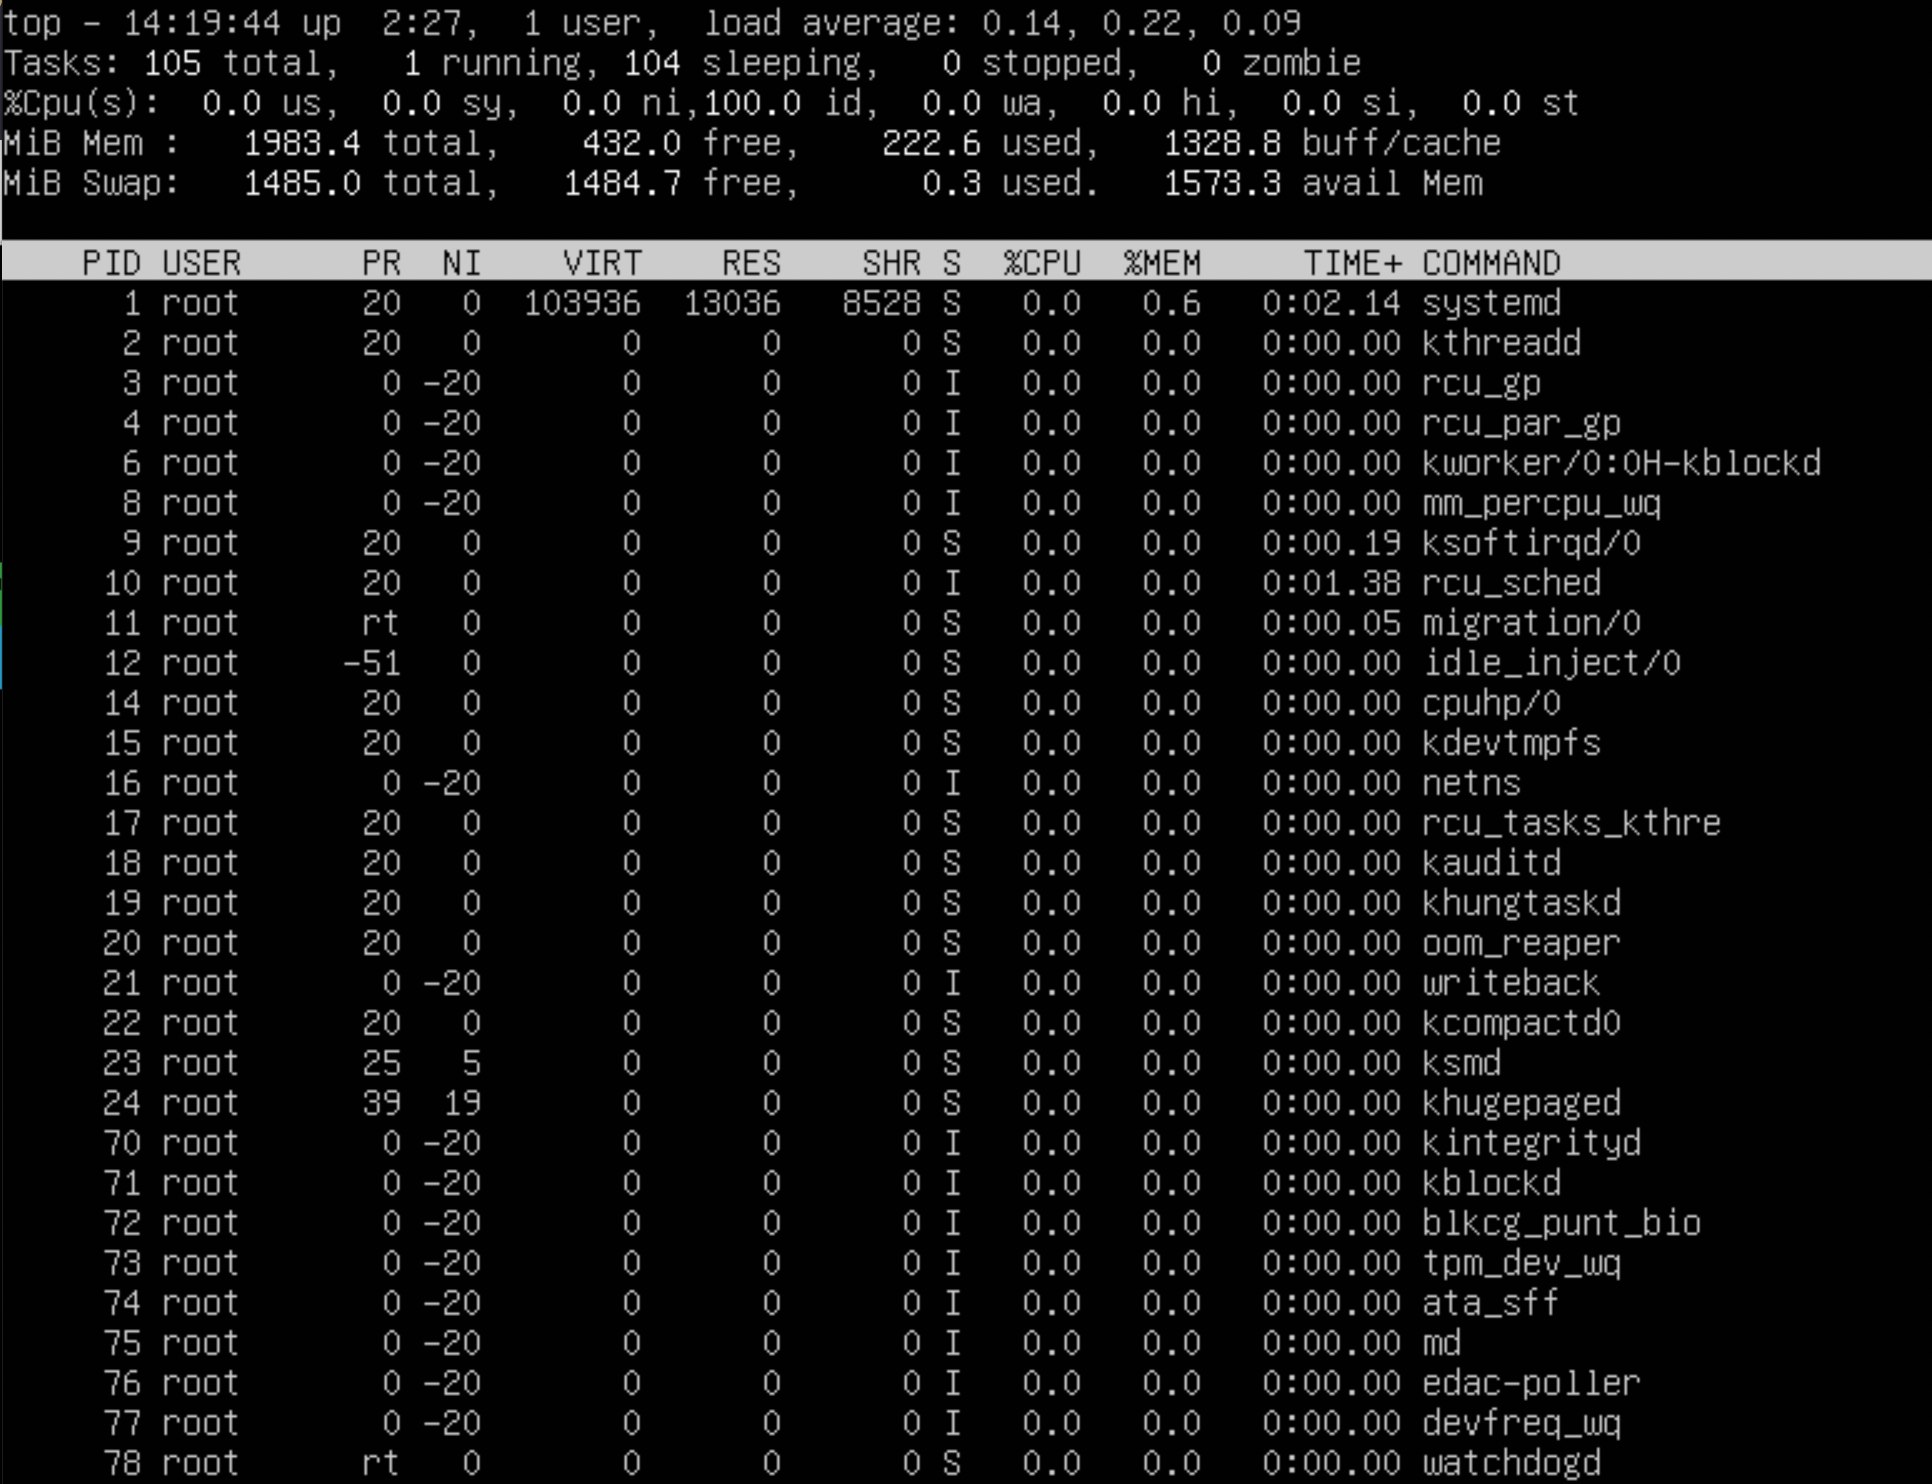 top - 14:19:44 up  2:27,  1 user,  load average: 0.14, 0.22, 0.09
Tasks: 105 total,   1 running, 104 sleeping,   0 stopped,   0 zombie
%Cpu(s):  0.0 us,  0.0 sy,  0.0 ni,100.0 id,  0.0 wa,  0.0 hi,  0.0 si,  0.0 st
MiB Mem :   1983.4 total,    432.0 free,    222.6 used,   1328.8 buff/cache
MiB Swap:   1485.0 total,   1484.7 free,      0.3 used.   1573.3 avail Mem
PID USER      PR  NI    VIRT    RES    SHR S  %CPU  %MEM     TIME+ COMMAND
1 root      20   0  103936  13036   8528 S   0.0   0.6   0:02.14 systemd
2 root      20   0       0      0      0 S   0.0   0.0   0:00.00 kthreadd
3 root       0 -20       0      0      0 I   0.0   0.0   0:00.00 rcu_gp
4 root       0 -20       0      0      0 I   0.0   0.0   0:00.00 rcu_par_gp
6 root       0 -20       0      0      0 I   0.0   0.0   0:00.00 kworker/0:0H-kblockd
8 root       0 -20       0      0      0 I   0.0   0.0   0:00.00 mm_percpu_wq
9 root      20   0       0      0      0 S   0.0   0.0   0:00.19 ksoftirqd/0
10 root      20   0       0      0      0 I   0.0   0.0   0:01.38 rcu_sched
11 root      rt   0       0      0      0 S   0.0   0.0   0:00.05 migration/0
12 root     -51   0       0      0      0 S   0.0   0.0   0:00.00 idle_inject/0
14 root      20   0       0      0      0 S   0.0   0.0   0:00.00 cpuhp/0
15 root      20   0       0      0      0 S   0.0   0.0   0:00.00 kdevtmpfs
16 root       0 -20       0      0      0 I   0.0   0.0   0:00.00 netns
17 root      20   0       0      0      0 S   0.0   0.0   0:00.00 rcu_tasks_kthre
18 root      20   0       0      0      0 S   0.0   0.0   0:00.00 kauditd
19 root      20   0       0      0      0 S   0.0   0.0   0:00.00 khungtaskd
20 root      20   0       0      0      0 S   0.0   0.0   0:00.00 oom_reaper
21 root       0 -20       0      0      0 I   0.0   0.0   0:00.00 writeback
22 root      20   0       0      0      0 S   0.0   0.0   0:00.00 kcompactd0
23 root      25   5       0      0      0 S   0.0   0.0   0:00.00 ksmd
24 root      39  19       0      0      0 S   0.0   0.0   0:00.00 khugepaged
70 root       0 -20       0      0      0 I   0.0   0.0   0:00.00 kintegrityd
71 root       0 -20       0      0      0 I   0.0   0.0   0:00.00 kblockd
72 root       0 -20       0      0      0 I   0.0   0.0   0:00.00 blkcg_punt_bio
73 root       0 -20       0      0      0 I   0.0   0.0   0:00.00 tpm_dev_wq
74 root       0 -20       0      0      0 I   0.0   0.0   0:00.00 ata_sff
75 root       0 -20       0      0      0 I   0.0   0.0   0:00.00 md
76 root       0 -20       0      0      0 I   0.0   0.0   0:00.00 edac-poller
77 root       0 -20       0      0      0 I   0.0   0.0   0:00.00 devfreq_wq
78 root      rt   0       0      0      0 S   0.0   0.0   0:00.00 watchdogd